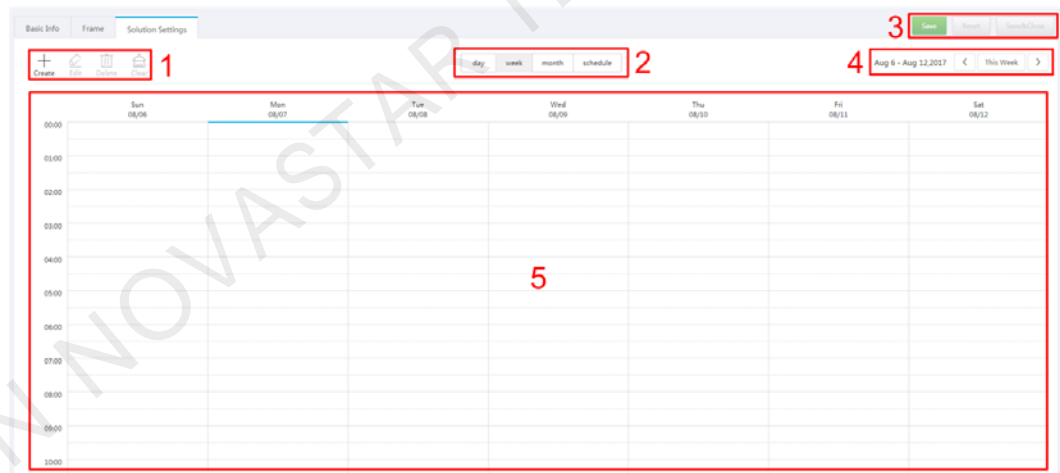 Basic Info Frame Solution Settings
3 Save Reset Save&Close
Create Edit Delete Clear 1
day week month schedule 2
4 Aug 6 - Aug 12,2017 < This Week >
Sun Mon Tue Wed Thu Fri Sat
08/06 08/07 08/08 08/09 08/10 08/11 08/12
00:00
01:00
02:00
03:00
04:00
5
05:00
06:00
07:00
08:00
09:00
10:00
NOVASTAR